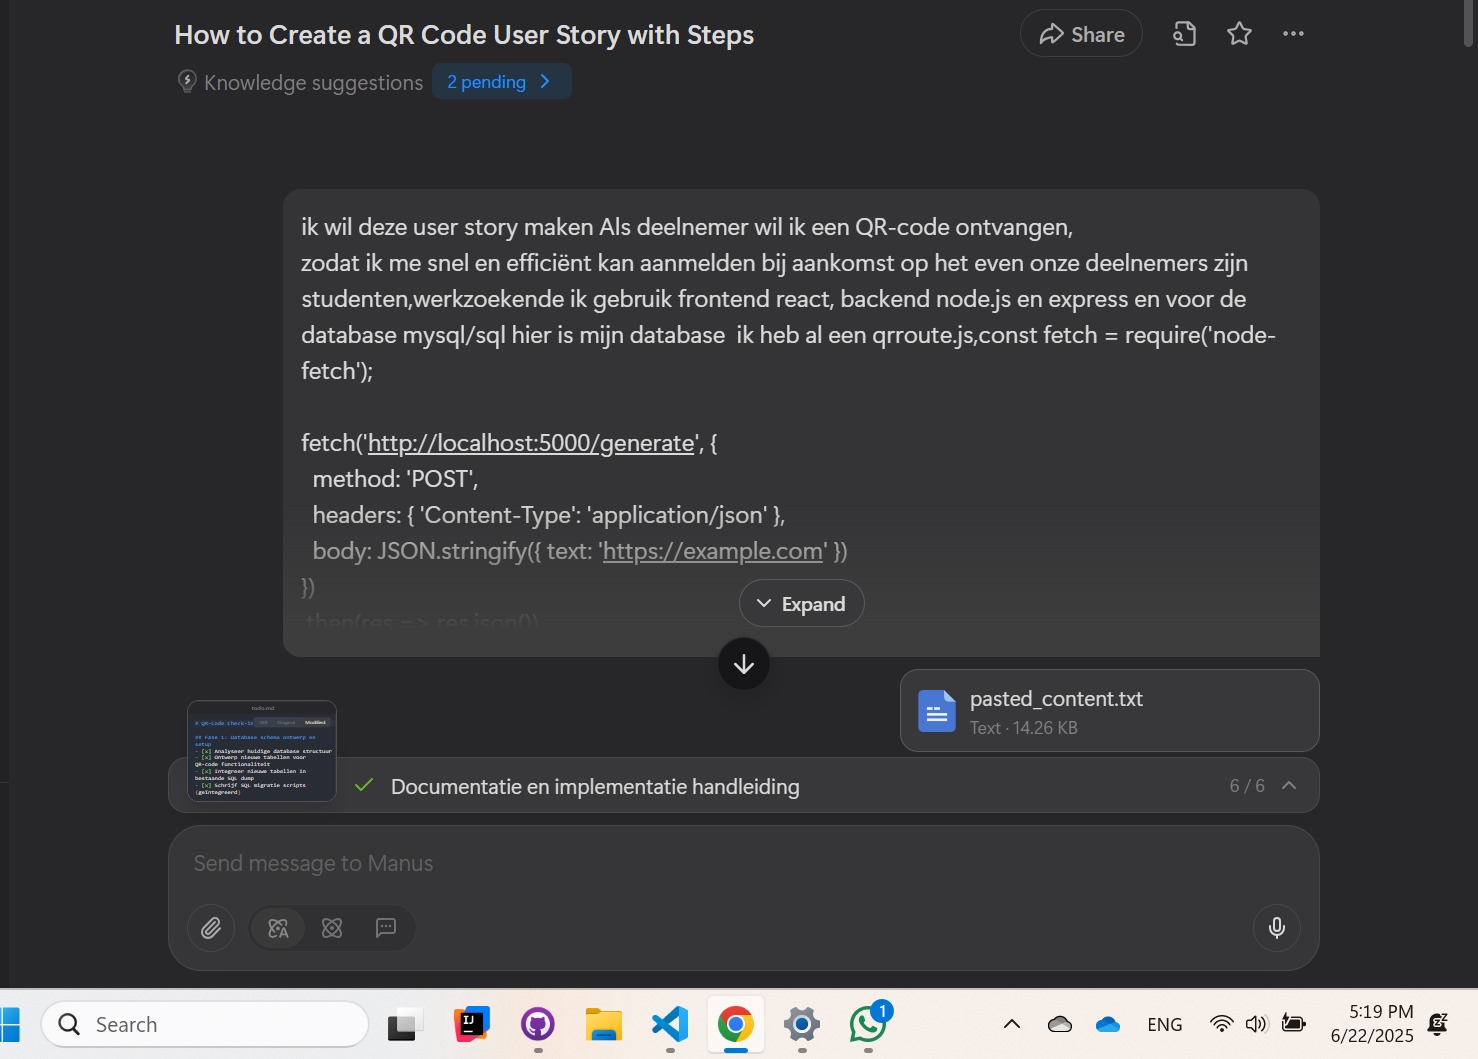 How to Create a QR Code User Story with Steps
Share
Knowledge suggestions
2 pending
ik wil deze user story maken Als deelnemer wil ik een QR-code ontvangen,
zodat ik me snel en efficiënt kan aanmelden bij aankomst op het even onze deelnemers zijn
studenten,werkzoekende ik gebruik frontend react, backend node.js en express en voor de
database mysql/sql hier is mijn database  ik heb al een qrroute.js,const fetch = require('node-
fetch');
fetch('http://localhost:5000/generate', {
method: 'POST',
headers: { 'Content-Type': 'application/json' },
body: JSON.stringify({ text: 'https://example.com' })
})
.then(res => res.json())
Expand
pasted_content.txt
Text · 14.26 KB
todo.md
# QR-Code Check-in
Diff
Original
Modified
## Fase 1: Database schema ontwerp en
setup
- [x] Analyseer huidige database structuur
- [x] Ontwerp nieuwe tabellen voor
QR-code functionaliteit
- [x] Integreer nieuwe tabellen in
bestaande SQL dump
- [x] Schrijf SQL migratie scripts
(geïntegreerd)
Documentatie en implementatie handleiding
6 / 6
Send message to Manus
Search
IJ
1
ENG
5:19 PM
6/22/2025